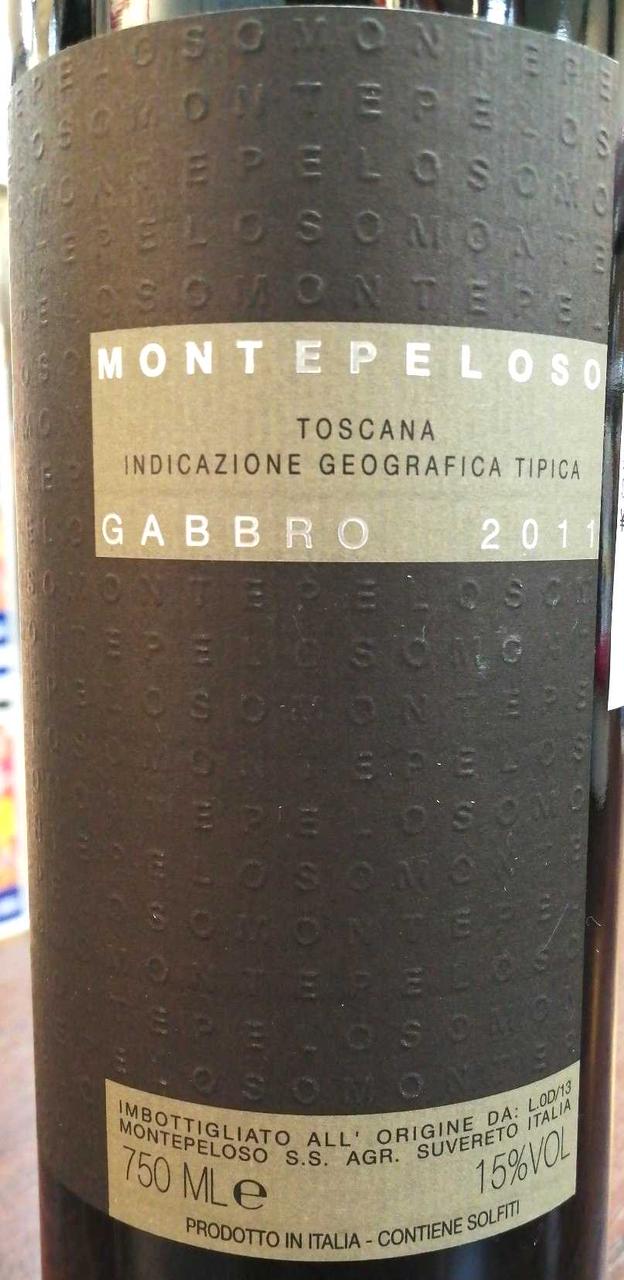 MONTEPELOSO
TOSCANA
INDICAZIONE GEOGRAFICA TIPICA
GABBRO 2011
IMBOTTIGLIATO ALL' ORIGINE DA: L.0D/13
MONTEPELOSO S.S. AGR. SUVERETO ITALIA
750 ML e 15%VOL
PRODOTTO IN ITALIA - CONTIENE SOLFITI